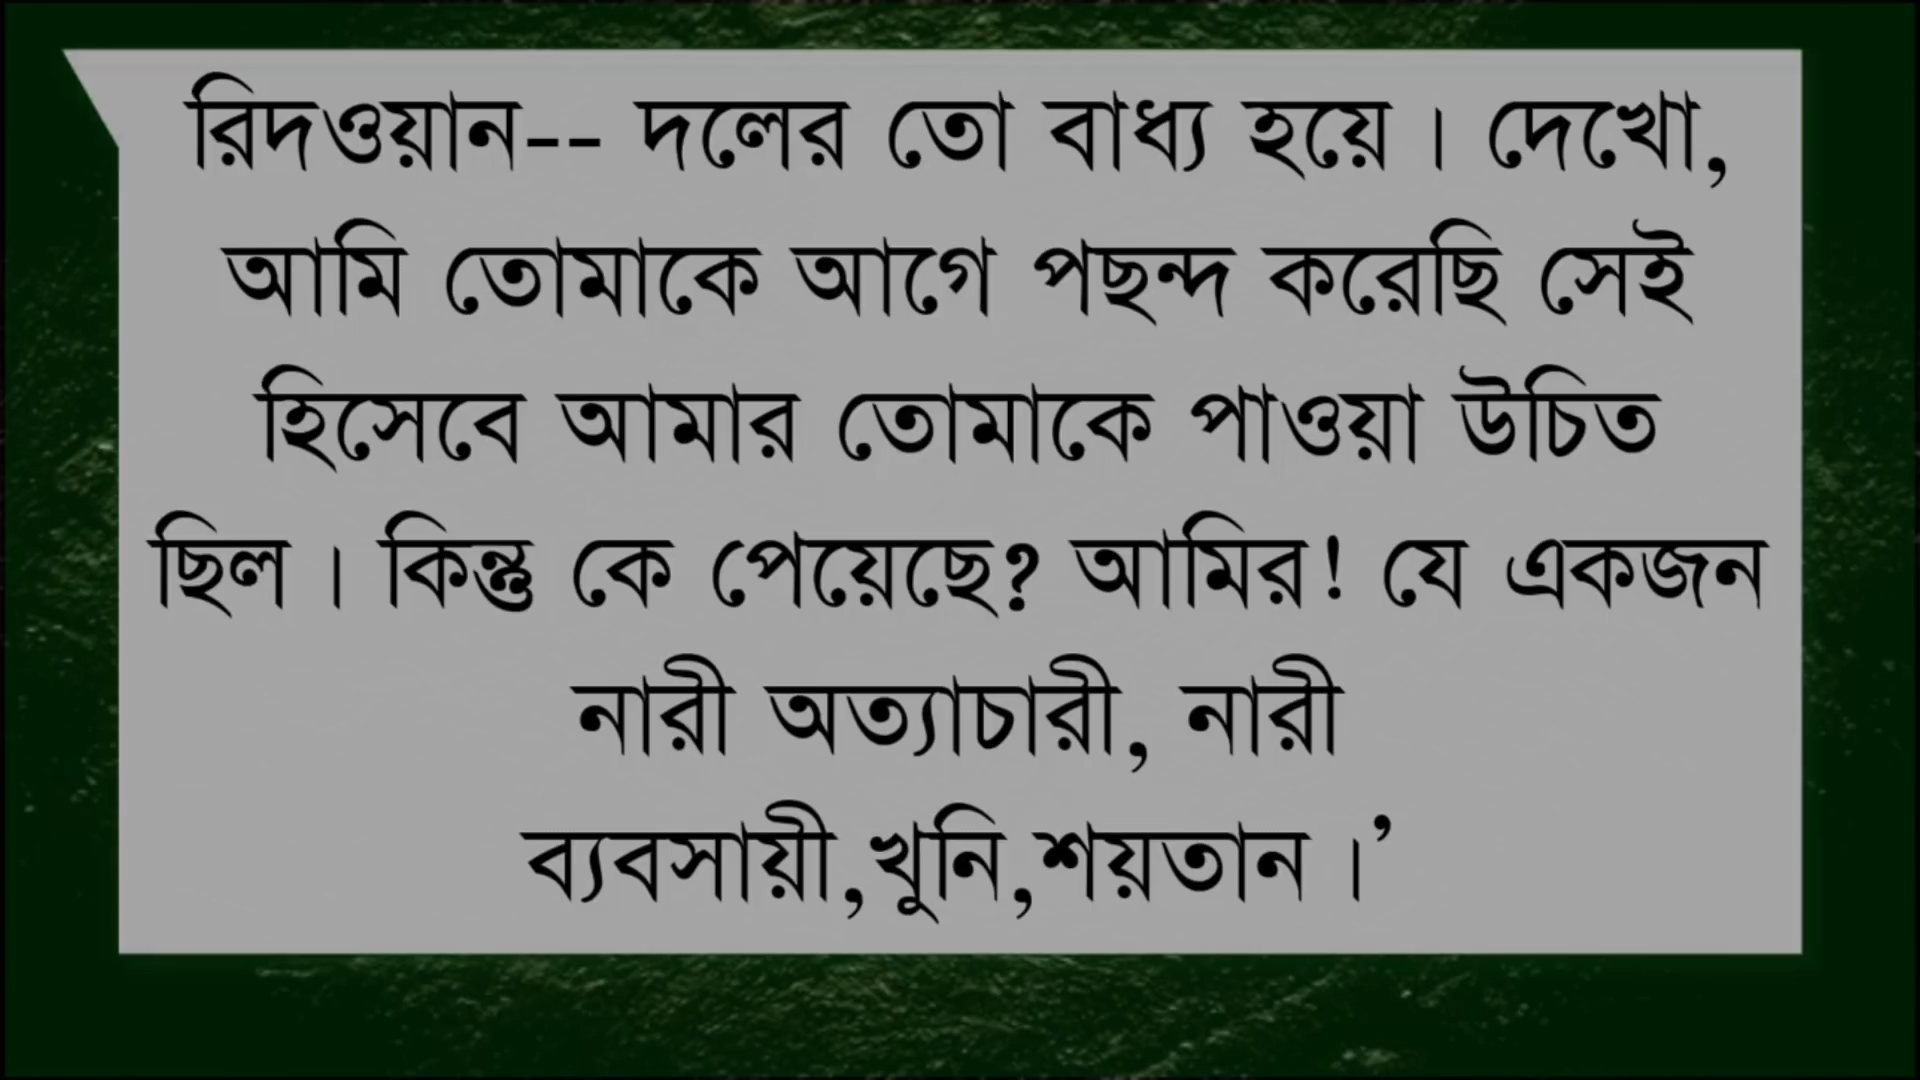 রিদওয়ান-- দলের তো বাধ্য হয়ে । দেখো,
আমি তোমাকে আগে পছন্দ করেছি সেই
হিসেবে আমার তোমাকে পাওয়া উচিত
ছিল । কিন্তু কে পেয়েছে? আমির! যে একজন
নারী অত্যাচারী, নারী
ব্যবসায়ী,খুনি,শয়তান ।’